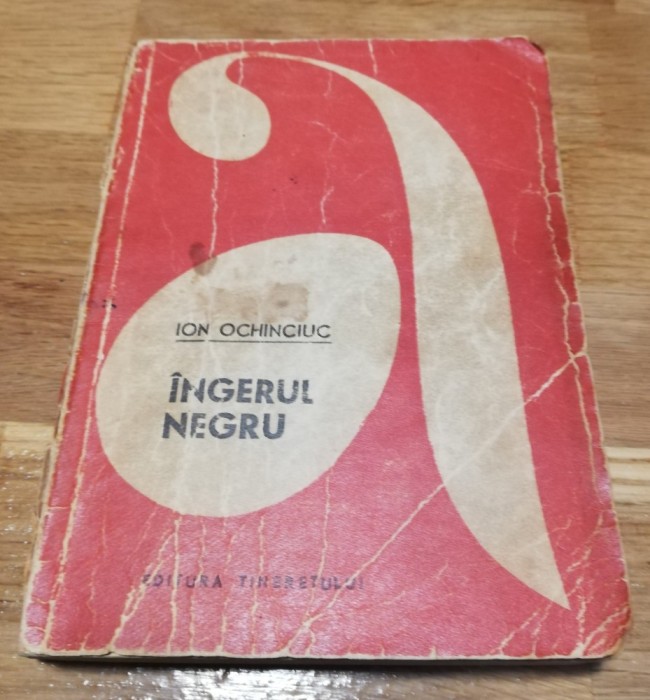 a
ION OCHINCIUC
ÎNGERUL
NEGRU
EDITURA TINERETULUI